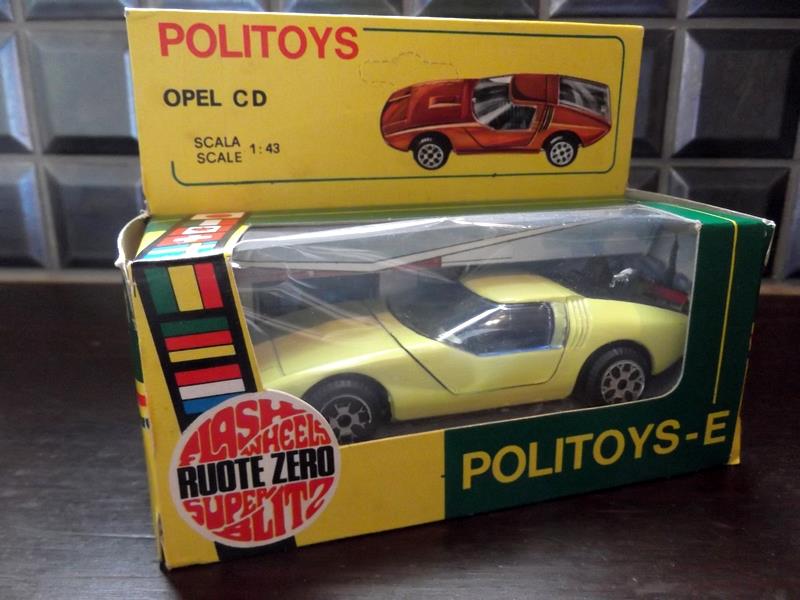 POLITOYS
OPEL CD
SCALA
SCALE 1:43
FLASH
WHEELS
RUOTE ZERO
SUPER
BLITZ
POLITOYS-E